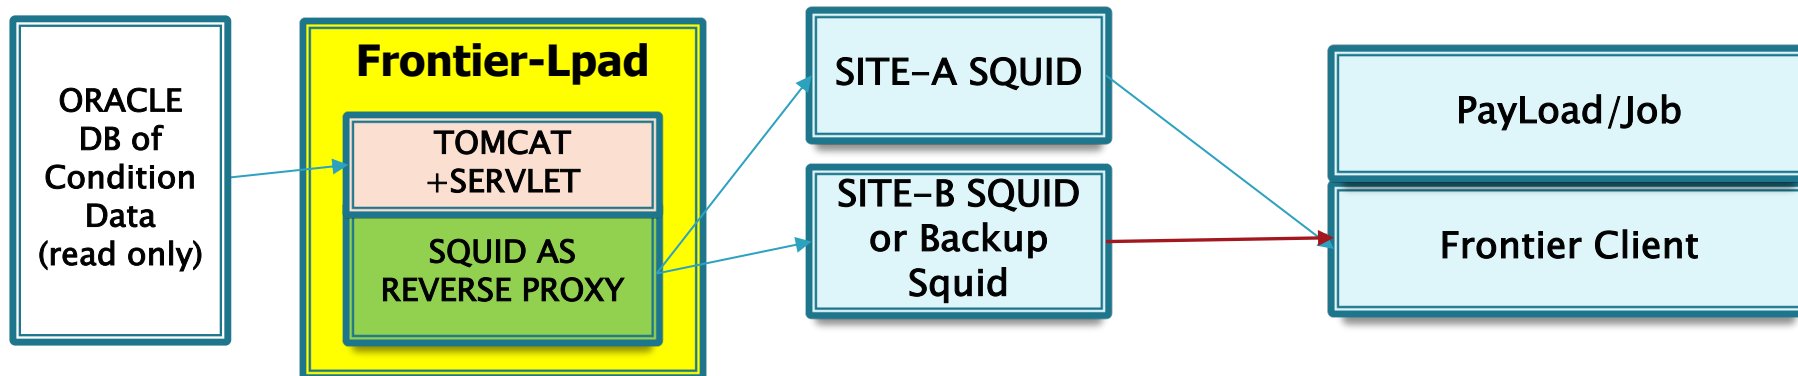 ORACLE
DB of
Condition
Data
(read only)
Frontier-Lpad
TOMCAT
+SERVLET
SQUID AS
REVERSE PROXY
SITE-A SQUID
SITE-B SQUID
or Backup
Squid
PayLoad/Job
Frontier Client